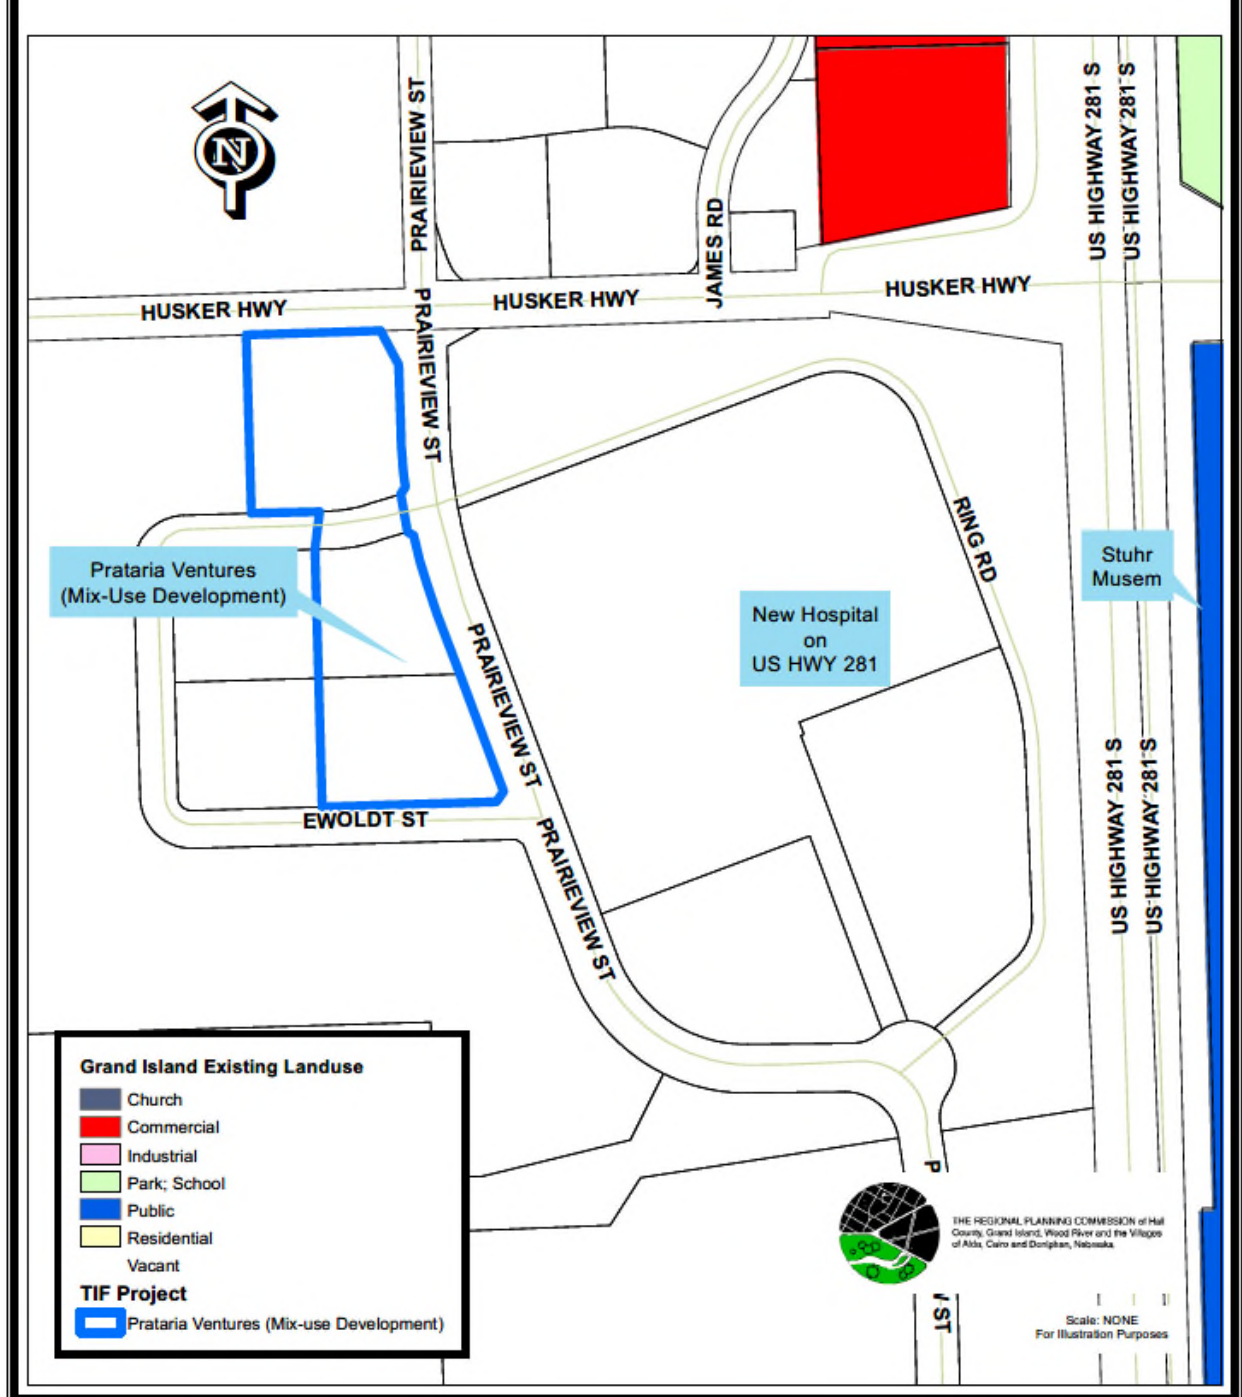 N
PRAIRIEVIEW ST
JAMES RD
US HIGHWAY 281 S
US HIGHWAY 281 S
HUSKER HWY
HUSKER HWY
HUSKER HWY
PRAIRIEVIEW ST
RING RD
Prataria Ventures
(Mix-Use Development)
Stuhr
Musem
New Hospital
on
US HWY 281
PRAIRIEVIEW ST
US HIGHWAY 281 S
US HIGHWAY 281 S
EWOLDT ST
PRAIRIEVIEW ST
Grand Island Existing Landuse
Church
Commercial
Industrial
Park; School
Public
Residential
Vacant
TIF Project
Prataria Ventures (Mix-use Development)
P
THE REGIONAL PLANNING COMMISSION of Hall
County, Grand Island, Wood River and the Villages
of Alda, Cairo and Doniphan, Nebraska.
W ST
Scale: NONE
For Illustration Purposes